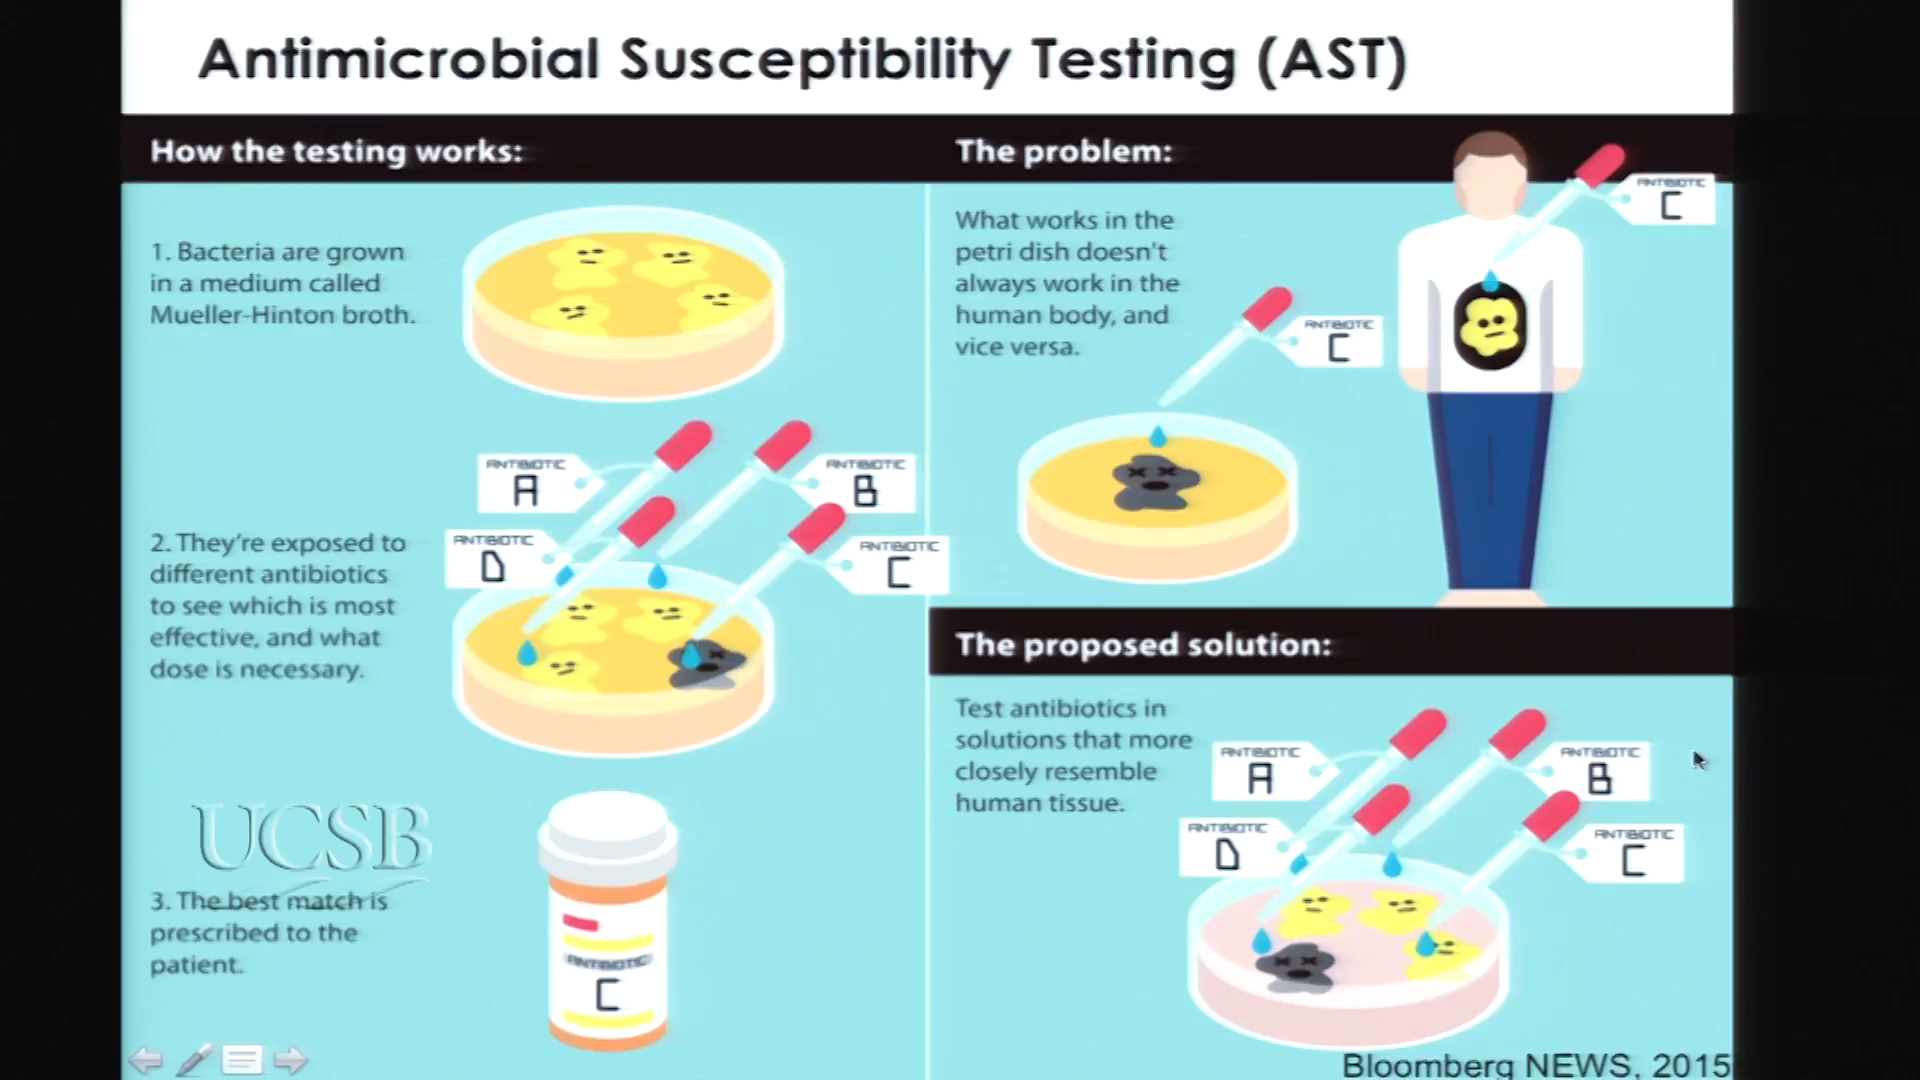 Antimicrobial Susceptibility Testing (AST)
How the testing works:
1. Bacteria are grown
in a medium called
Mueller-Hinton broth.
ANTIBIOTIC
A
ANTIBIOTIC
B
ANTIBIOTIC
D
ANTIBIOTIC
C
2. They're exposed to
different antibiotics
to see which is most
effective, and what
dose is necessary.
UCSB
3. The best match is
prescribed to the
patient.
ANTIBIOTIC
C
The problem:
What works in the
petri dish doesn't
always work in the
human body, and
vice versa.
ANTIBIOTIC
C
ANTIBIOTIC
C
The proposed solution:
Test antibiotics in
solutions that more
closely resemble
human tissue.
ANTIBIOTIC
A
ANTIBIOTIC
B
ANTIBIOTIC
D
ANTIBIOTIC
C
Bloomberg NEWS, 2015